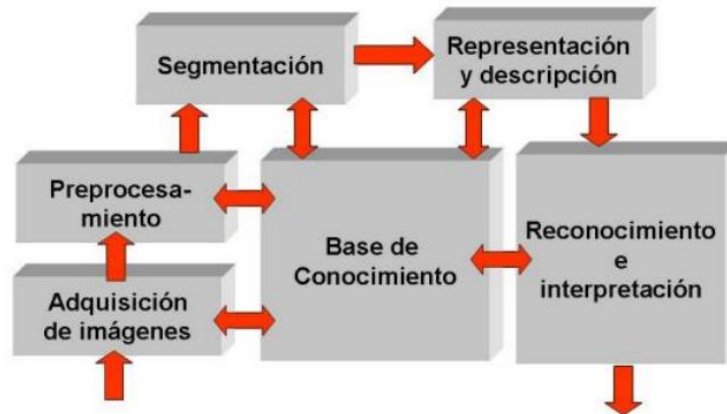 Segmentación
Representación
y descripción
Preprocesa-
miento
Base de
Conocimiento
Reconocimiento
e
interpretación
Adquisición
de imágenes